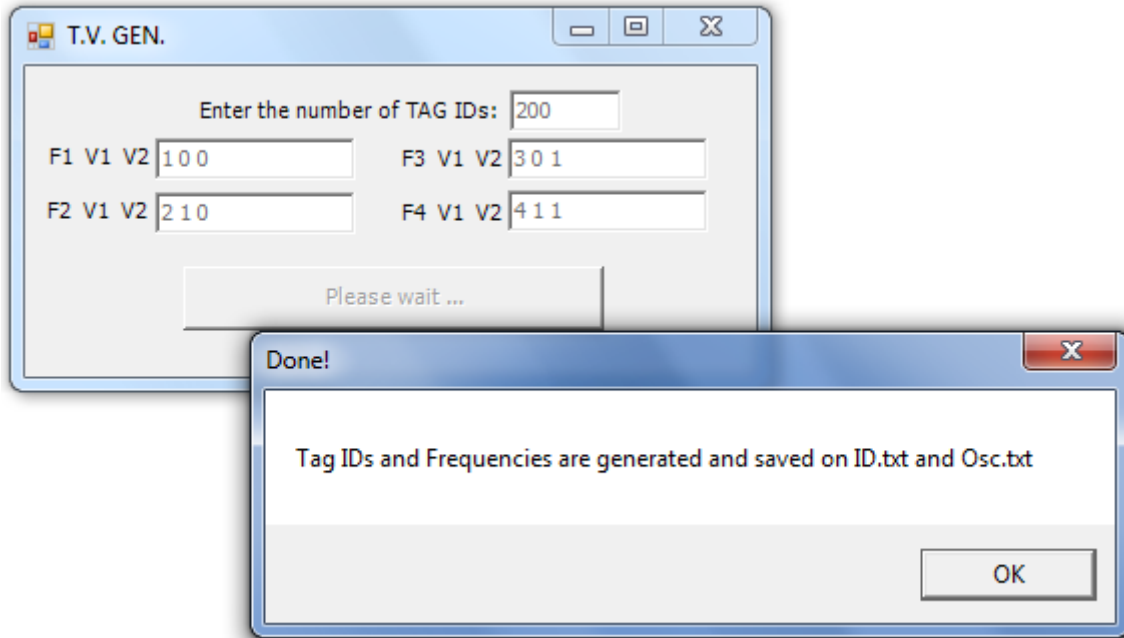 T.V. GEN.
Enter the number of TAG IDs: 200
F1 V1 V2 1 0 0 F3 V1 V2 3 0 1
F2 V1 V2 2 1 0 F4 V1 V2 4 1 1
Please wait ...
Done!
Tag IDs and Frequencies are generated and saved on ID.txt and Osc.txt
OK